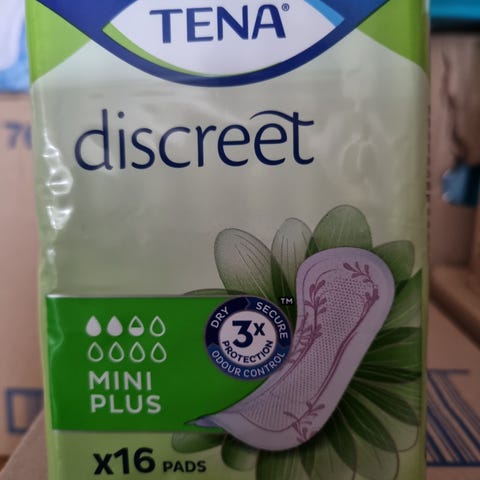 TENA®
discreet
DRY SECURE ™
3x
PROTECTION
ODOUR CONTROL
MINI
PLUS
x16 PADS